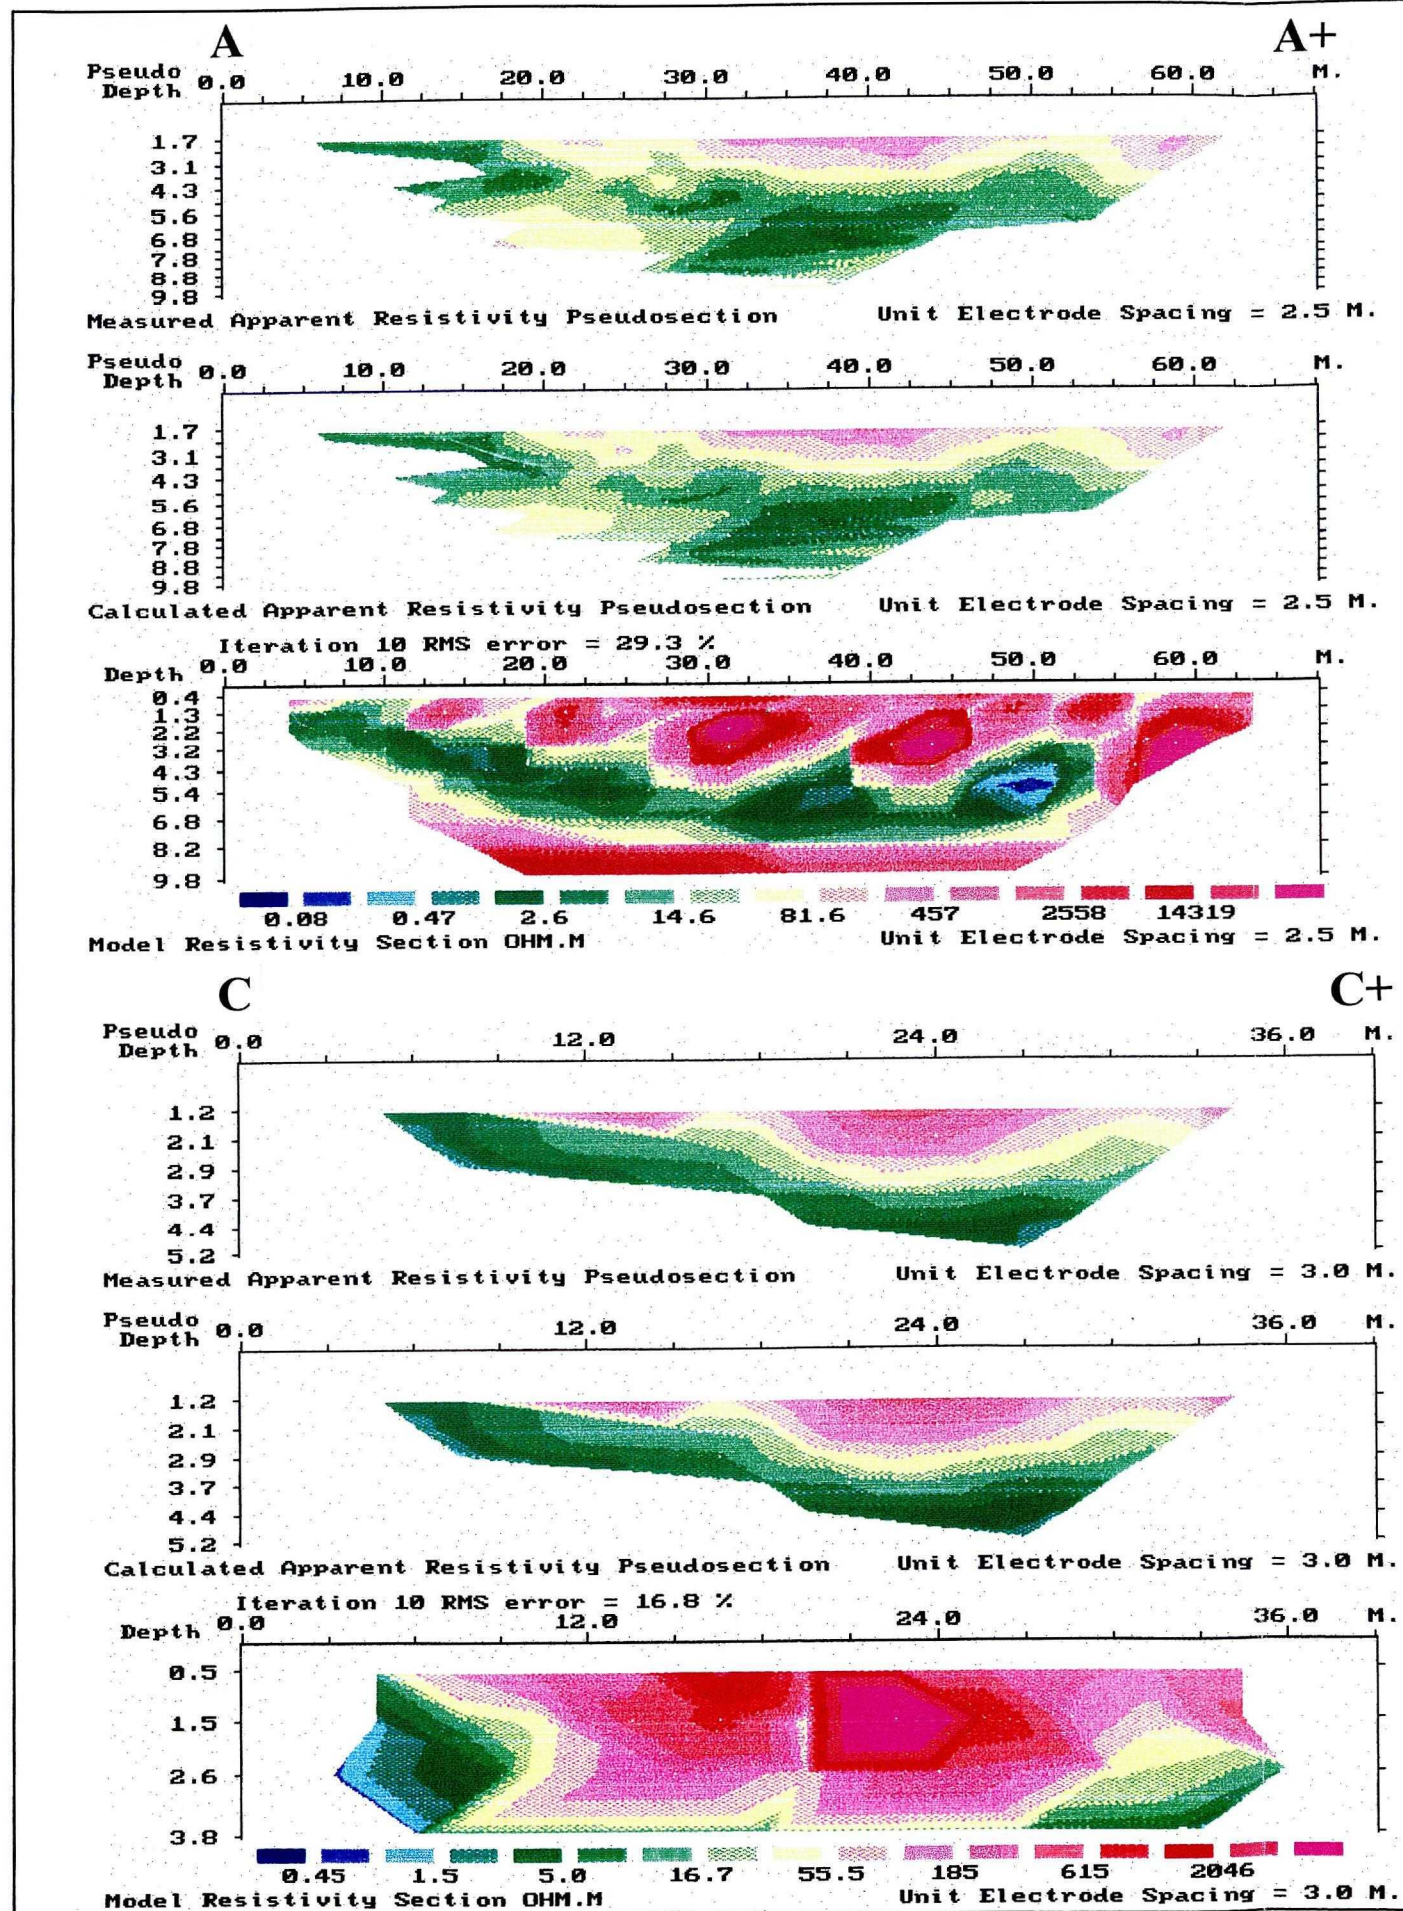 A A+
Pseudo Depth 0.0 10.0 20.0 30.0 40.0 50.0 60.0 M.
1.7
3.1
4.3
5.6
6.8
7.8
8.8
9.8
Measured Apparent Resistivity Pseudosection Unit Electrode Spacing = 2.5 M.
Pseudo Depth 0.0 10.0 20.0 30.0 40.0 50.0 60.0 M.
1.7
3.1
4.3
5.6
6.8
7.8
8.8
9.8
Calculated Apparent Resistivity Pseudosection Unit Electrode Spacing = 2.5 M.
Iteration 10 RMS error = 29.3 %
Depth 0.0 10.0 20.0 30.0 40.0 50.0 60.0 M.
0.4
1.3
2.2
3.2
4.3
5.4
6.8
8.2
9.8
0.08 0.47 2.6 14.6 81.6 457 2558 14319
Model Resistivity Section OHM.M Unit Electrode Spacing = 2.5 M.
C C+
Pseudo Depth 0.0 12.0 24.0 36.0 M.
1.2
2.1
2.9
3.7
4.4
5.2
Measured Apparent Resistivity Pseudosection Unit Electrode Spacing = 3.0 M.
Pseudo Depth 0.0 12.0 24.0 36.0 M.
1.2
2.1
2.9
3.7
4.4
5.2
Calculated Apparent Resistivity Pseudosection Unit Electrode Spacing = 3.0 M.
Iteration 10 RMS error = 16.8 %
Depth 0.0 12.0 24.0 36.0 M.
0.5
1.5
2.6
3.8
0.45 1.5 5.0 16.7 55.5 185 615 2046
Model Resistivity Section OHM.M Unit Electrode Spacing = 3.0 M.